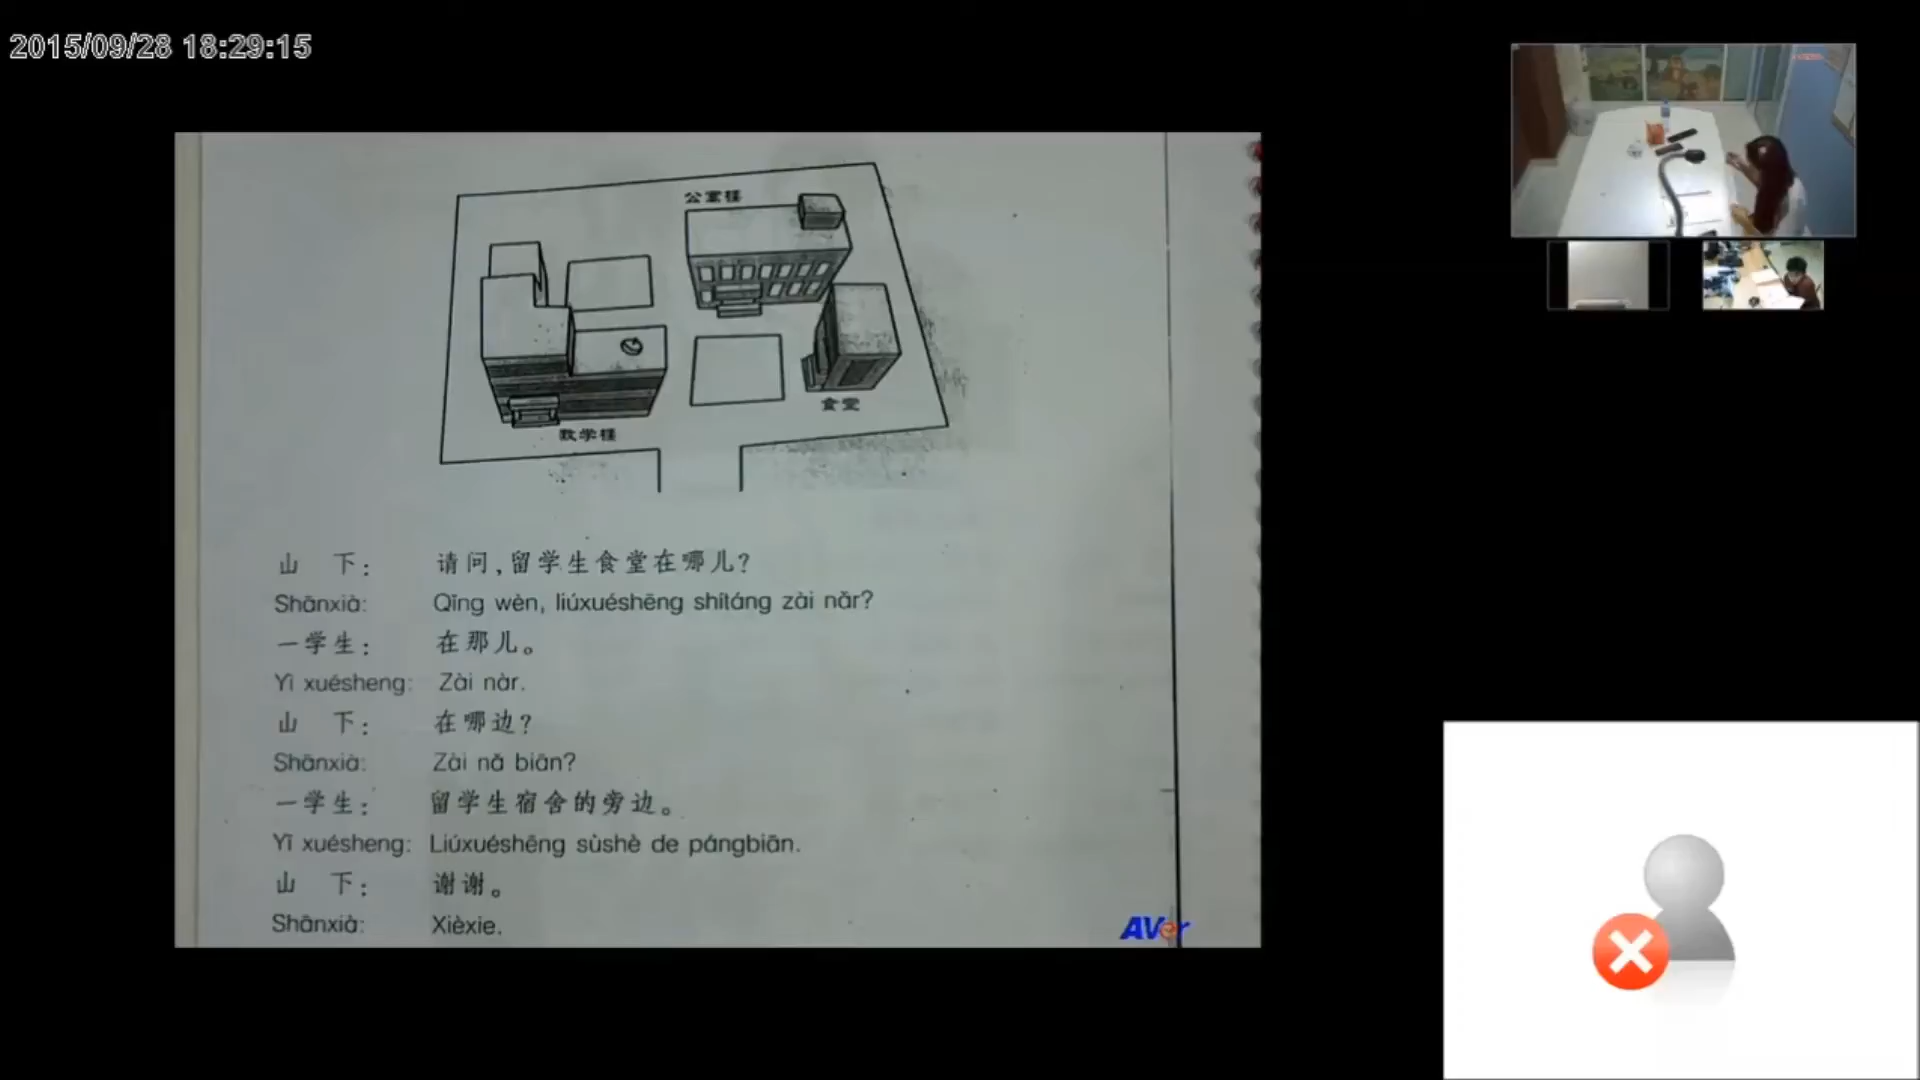 2015/09/28 18:29:15
公寓楼
食堂
教学楼
山 下： 请问，留学生食堂在哪儿？
Shānxià: Qǐng wèn, liúxuéshēng shítáng zài nǎr?
一学生： 在那儿。
Yì xuésheng: Zài nàr.
山 下： 在哪边？
Shānxià: Zài nǎ biān?
一学生： 留学生宿舍的旁边。
Yī xuésheng: Liúxuéshēng sùshè de pángbiān.
山 下： 谢谢。
Shānxià: Xièxie.
AVer